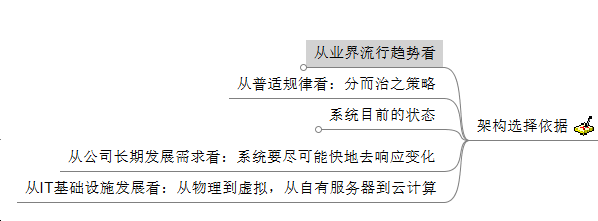 从业界流行趋势看
从普适规律看：分而治之策略
系统目前的状态
架构选择依据
从公司长期发展需求看：系统要尽可能快地去响应变化
从IT基础设施发展看：从物理到虚拟，从自有服务器到云计算